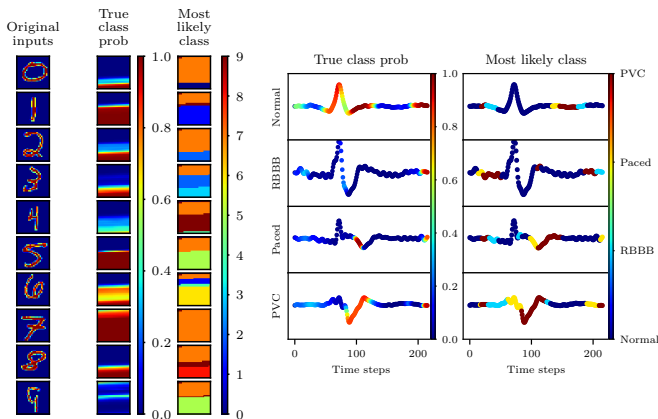 Original inputs
True class prob
Most likely class
1.0
0.8
0.6
0.4
0.2
0.0
9
8
7
6
5
4
3
2
1
0
True class prob
Most likely class
Normal
RBBB
Paced
PVC
0
100
200
Time steps
1.0
0.8
0.6
0.4
0.2
0.0
0
100
200
Time steps
PVC
Paced
RBBB
Normal